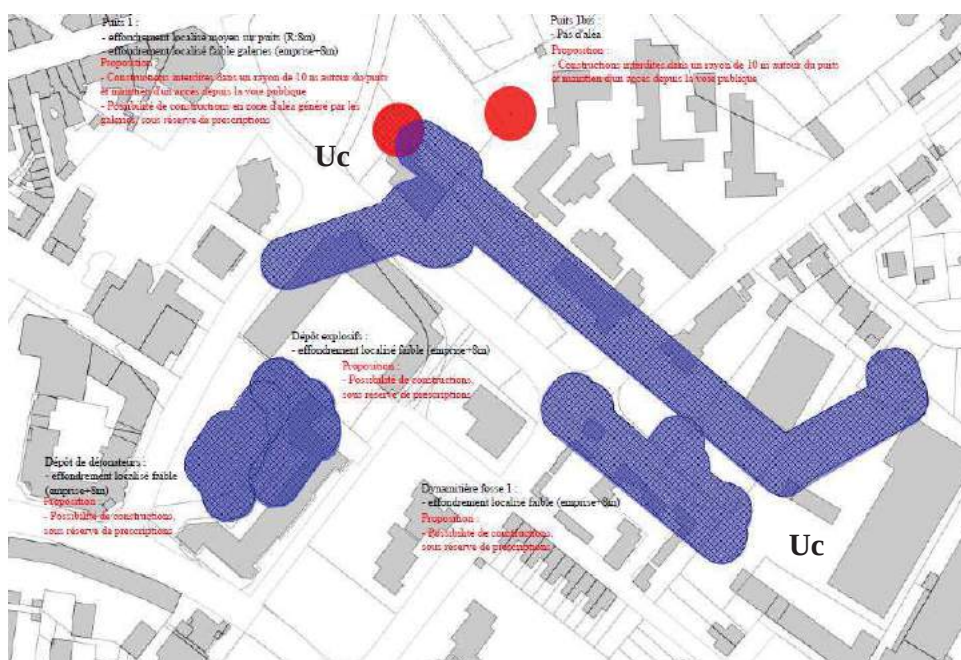 Puits 1 :
- effondrement localisé moyen sur puits (R:8m)
- effondrement localisé faible galeries (emprise+8m)
Proposition :
- Constructions interdites dans un rayon de 10 m autour du puits
et maintien d'un accès depuis la voie publique
- Possibilité de constructions en zone d'aléa généré par les
galeries, sous réserve de prescriptions
Puits 1bis :
- Pas d'aléa
Proposition :
- Constructions interdites dans un rayon de 10 m autour du puits
et maintien d'un accès depuis la voie publique
Uc
Dépôt explosifs :
- effondrement localisé faible (emprise+8m)
Proposition :
- Possibilité de constructions,
sous réserve de prescriptions
Dépôt de détonateurs :
- effondrement localisé faible
(emprise+8m)
Proposition :
- Possibilité de constructions,
sous réserve de prescriptions
Dynamitière fosse 1 :
- effondrement localisé faible (emprise+8m)
Proposition :
- Possibilité de constructions,
sous réserve de prescriptions
Uc